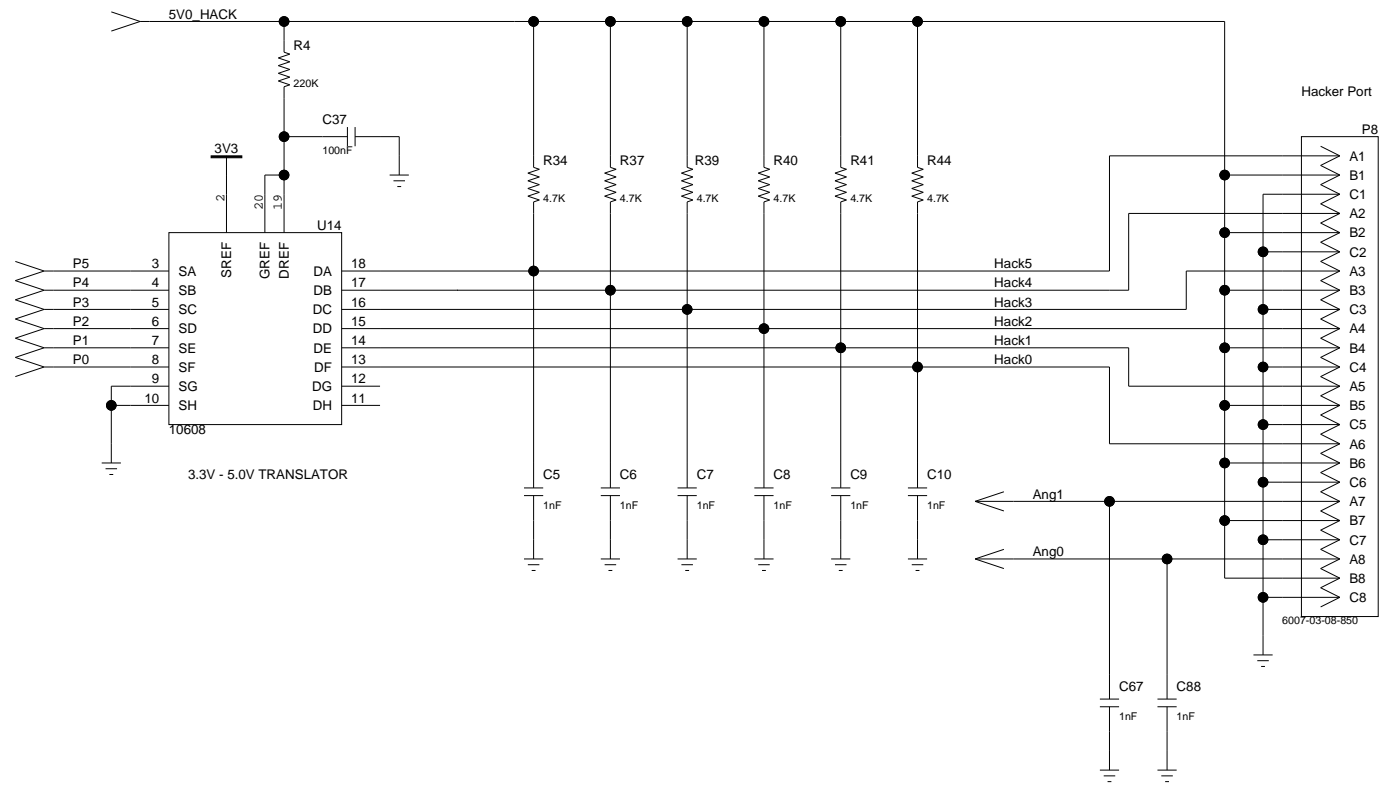 5V0_HACK
R4
220K
Hacker Port
C37
100nF
P8
3V3
R34
4.7K
R37
4.7K
R39
4.7K
R40
4.7K
R41
4.7K
R44
4.7K
2
20
19
U14
SREF
GREF
DREF
P5 3 SA DA 18 Hack5
P4 4 SB DB 17 Hack4
P3 5 SC DC 16 Hack3
P2 6 SD DD 15 Hack2
P1 7 SE DE 14 Hack1
P0 8 SF DF 13 Hack0
9 SG DG 12
10 SH DH 11
10608
3.3V - 5.0V TRANSLATOR
C5
1nF
C6
1nF
C7
1nF
C8
1nF
C9
1nF
C10
1nF
Ang1
Ang0
A1
B1
C1
A2
B2
C2
A3
B3
C3
A4
B4
C4
A5
B5
C5
A6
B6
C6
A7
B7
C7
A8
B8
C8
6007-03-08-850
C67
1nF
C88
1nF